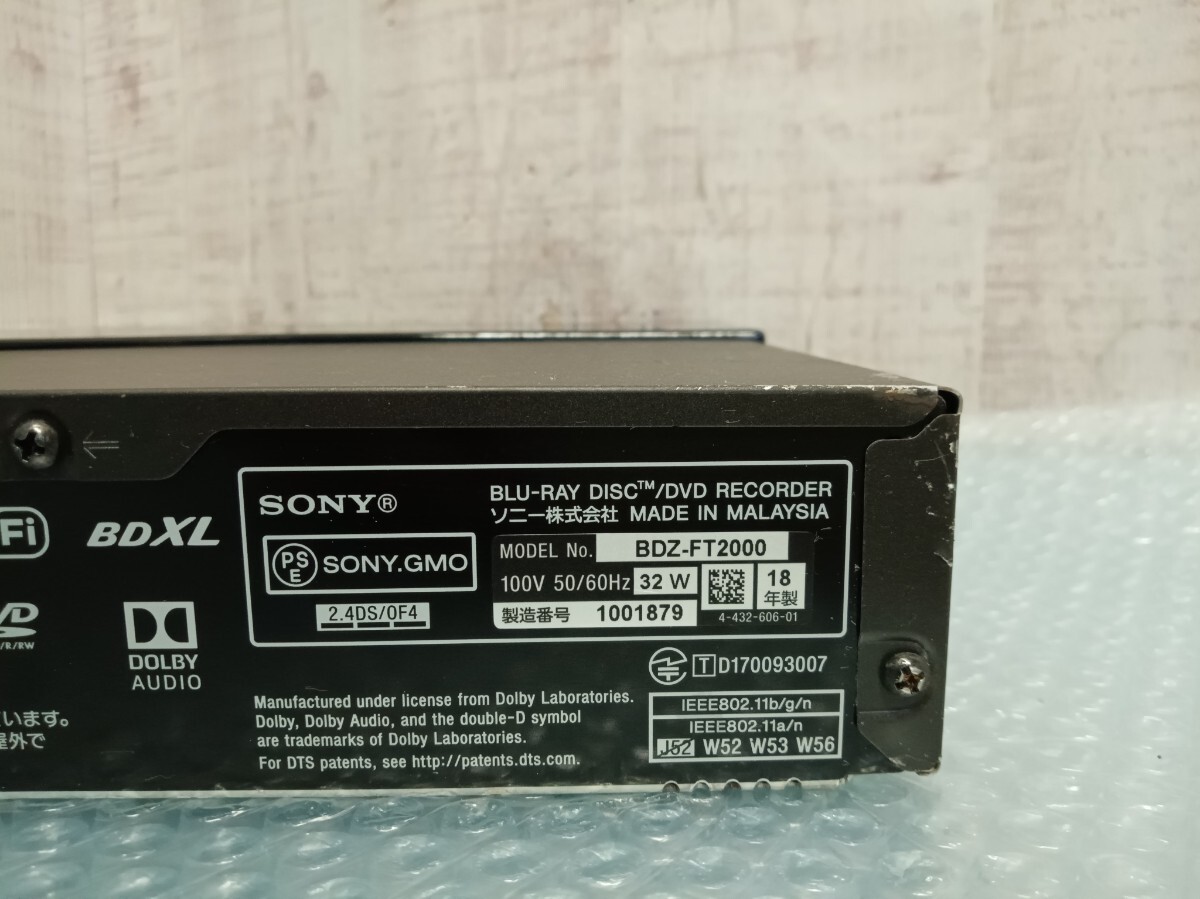 Fi
BDXL
SONY®
BLU-RAY DISC™/DVD RECORDER
ソニー株式会社 MADE IN MALAYSIA
PSE SONY.GMO
MODEL No. BDZ-FT2000
100V 50/60Hz 32 W
18
年製
2.4DS/OF4
製造番号 1001879
4-432-606-01
/R/RW
DOLBY
AUDIO
T D170093007
Manufactured under license from Dolby Laboratories.
Dolby, Dolby Audio, and the double-D symbol
are trademarks of Dolby Laboratories.
For DTS patents, see http://patents.dts.com.
IEEE802.11b/g/n
IEEE802.11a/n
J52 W52 W53 W56
います。
屋外で